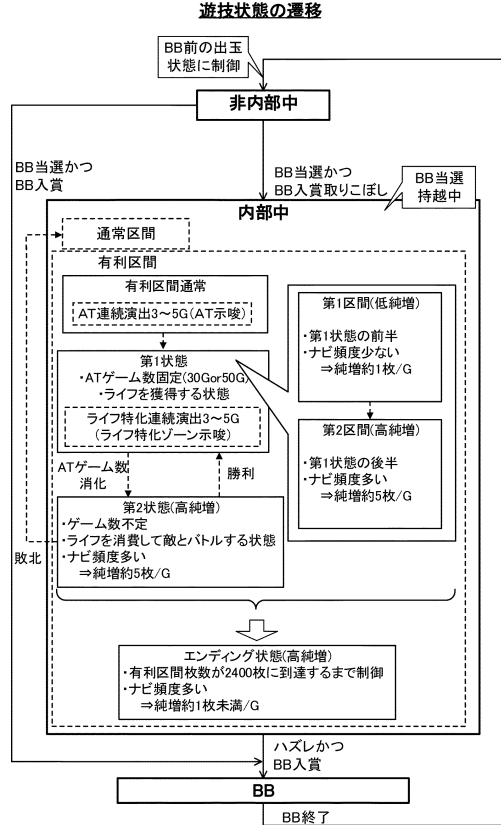 遊技状態の遷移
BB前の出玉
状態に制御
非内部中
BB当選かつ
BB入賞
BB当選かつ
BB入賞取りこぼし
BB当選
持越中
内部中
通常区間
有利区間
有利区間通常
AT連続演出3～5G(AT示唆)
第1状態
・ATゲーム数固定(30Gor50G)
・ライフを獲得する状態
ライフ特化連続演出3～5G
(ライフ特化ゾーン示唆)
第1区間(低純増)
・第1状態の前半
・ナビ頻度少ない
⇒純増約1枚/G
第2区間(高純増)
・第1状態の後半
・ナビ頻度多い
⇒純増約5枚/G
ATゲーム数
消化
勝利
第2状態(高純増)
・ゲーム数不定
・ライフを消費して敵とバトルする状態
・ナビ頻度多い
⇒純増約5枚/G
敗北
エンディング状態(高純増)
・有利区間枚数が2400枚に到達するまで制御
・ナビ頻度多い
⇒純増約1枚未満/G
ハズレかつ
BB入賞
BB
BB終了